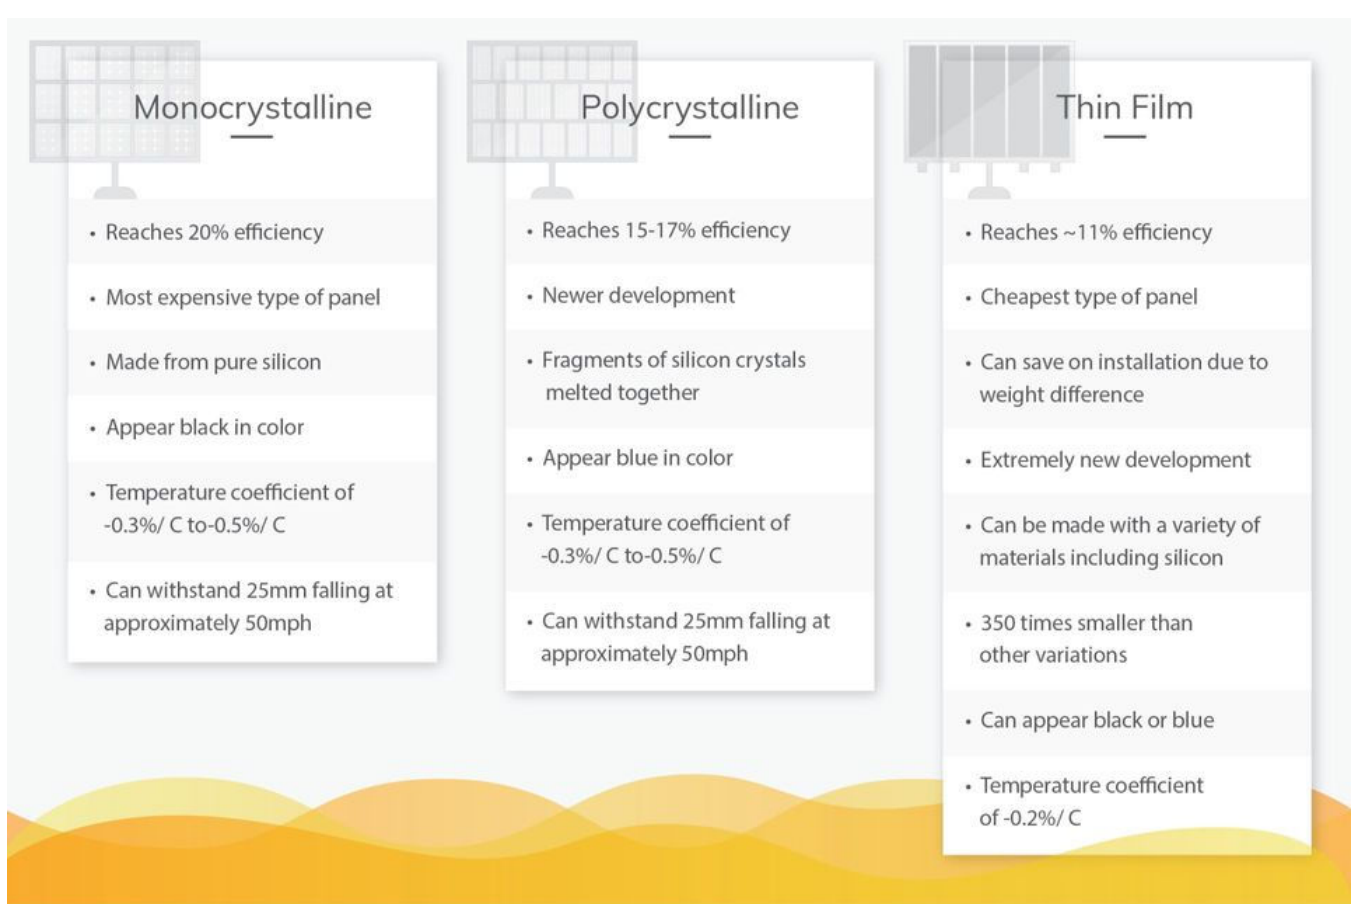 Monocrystalline
• Reaches 20% efficiency
• Most expensive type of panel
• Made from pure silicon
• Appear black in color
• Temperature coefficient of
-0.3%/ C to-0.5%/ C
• Can withstand 25mm falling at
approximately 50mph
Polycrystalline
• Reaches 15-17% efficiency
• Newer development
• Fragments of silicon crystals
melted together
• Appear blue in color
• Temperature coefficient of
-0.3%/ C to-0.5%/ C
• Can withstand 25mm falling at
approximately 50mph
Thin Film
• Reaches ~11% efficiency
• Cheapest type of panel
• Can save on installation due to
weight difference
• Extremely new development
• Can be made with a variety of
materials including silicon
• 350 times smaller than
other variations
• Can appear black or blue
• Temperature coefficient
of -0.2%/ C